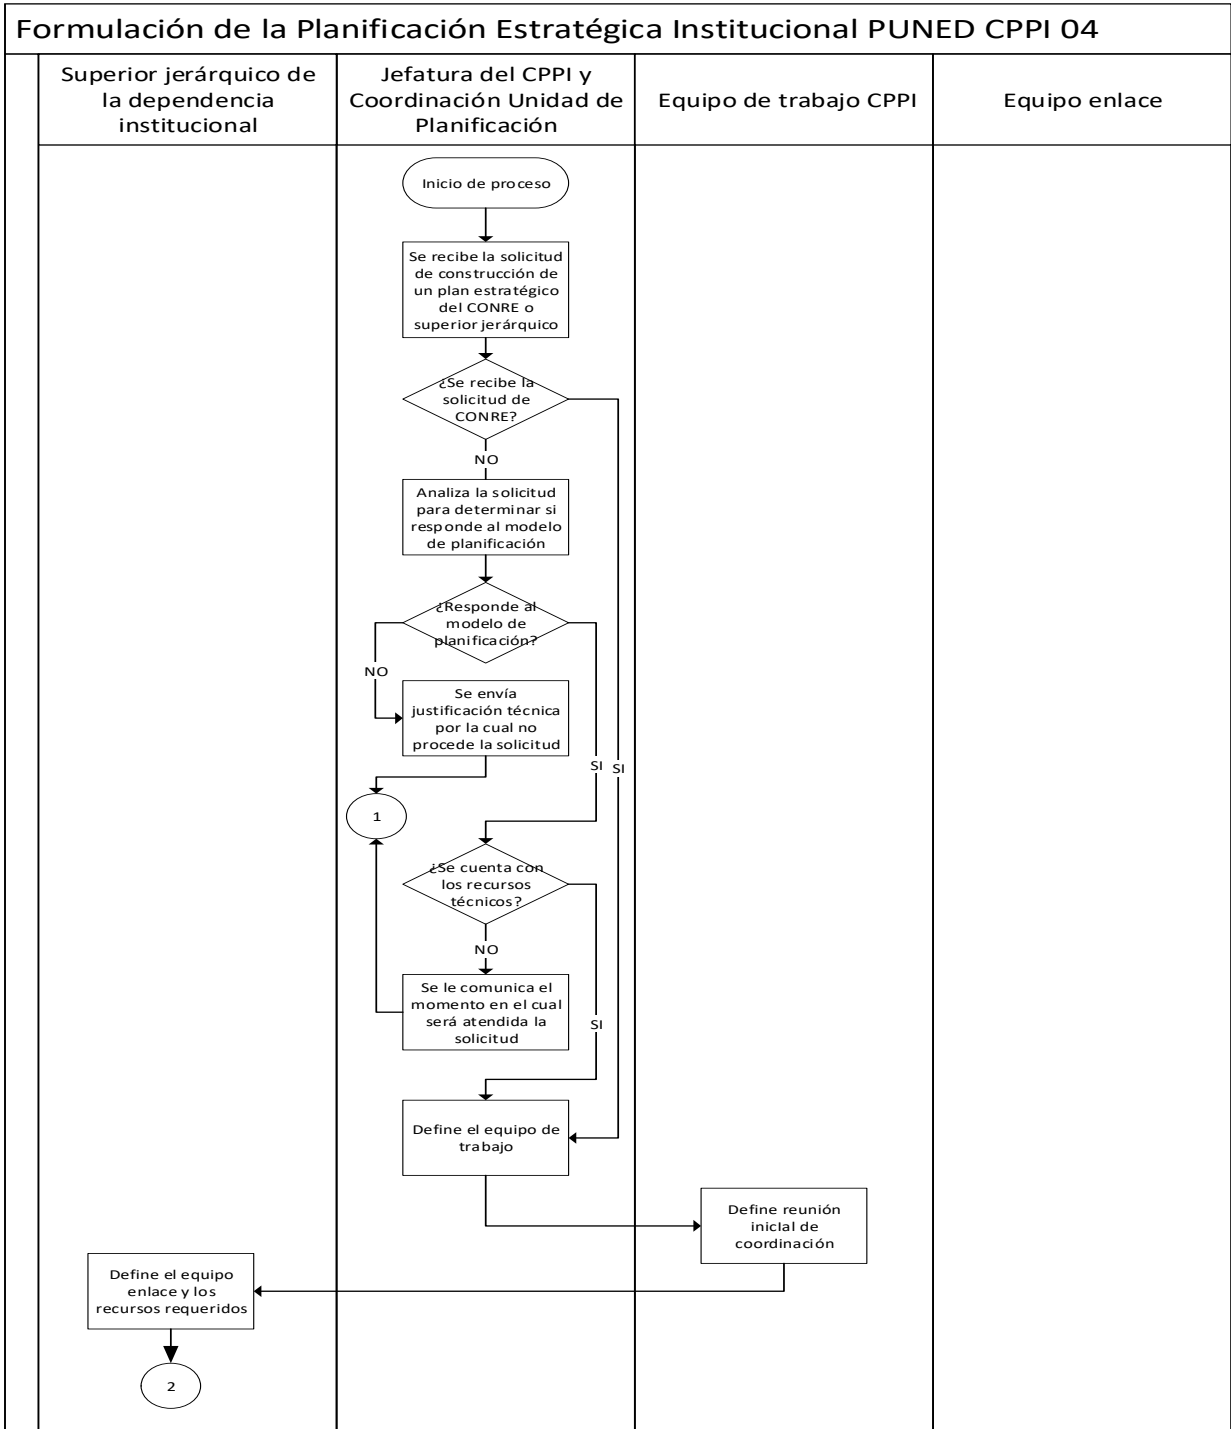 Formulación de la Planificación Estratégica Institucional PUNED CPPI 04
Superior jerárquico de
la dependencia
institucional
Jefatura del CPPI y
Coordinación Unidad de
Planificación
Equipo de trabajo CPPI
Equipo enlace
Inicio de proceso
Se recibe la solicitud
de construcción de
un plan estratégico
del CONRE o
superior jerárquico
¿Se recibe la
solicitud de
CONRE?
NO
Analiza la solicitud
para determinar si
responde al modelo
de planificación
¿Responde al
modelo de
planificación?
NO
Se envía
justificación técnica
por la cual no
procede la solicitud
SI
SI
1
¿Se cuenta con
los recursos
técnicos?
NO
Se le comunica el
momento en el cual
será atendida la
solicitud
SI
Define el equipo de
trabajo
Define reunión
inicial de
coordinación
Define el equipo
enlace y los
recursos requeridos
2